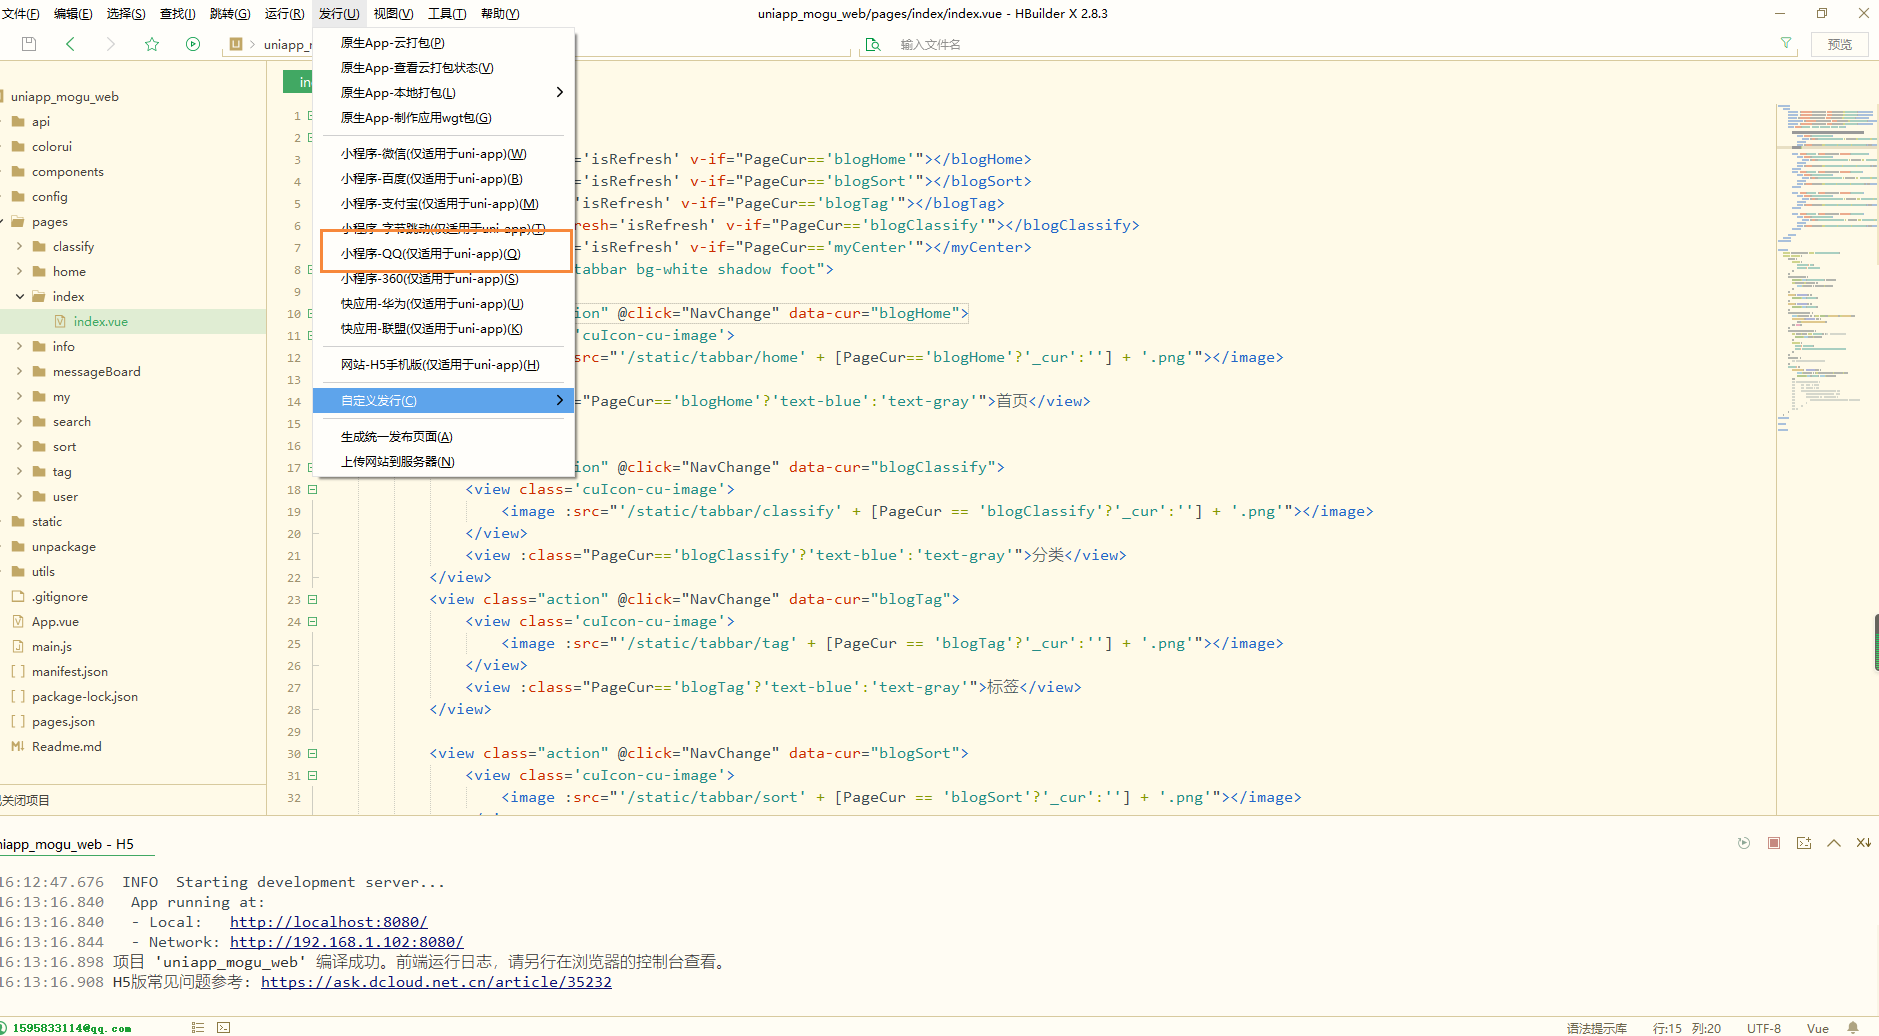 文件(F) 编辑(E) 选择(S) 查找(I) 跳转(G) 运行(R) 发行(U) 视图(V) 工具(T) 帮助(Y)
uniapp_mogu_web/pages/index/index.vue - HBuilder X 2.8.3
输入文件名
预览
uniapp_mogu_web
api
colorui
components
config
pages
classify
home
index
index.vue
info
messageBoard
my
search
sort
tag
user
static
unpackage
utils
.gitignore
App.vue
main.js
manifest.json
package-lock.json
pages.json
Readme.md
关闭项目
原生App-云打包(P)
原生App-查看云打包状态(V)
原生App-本地打包(L)
原生App-制作应用wgt包(G)
小程序-微信(仅适用于uni-app)(W)
小程序-百度(仅适用于uni-app)(B)
小程序-支付宝(仅适用于uni-app)(M)
小程序-字节跳动(仅适用于uni-app)(T)
小程序-QQ(仅适用于uni-app)(Q)
小程序-360(仅适用于uni-app)(S)
快应用-华为(仅适用于uni-app)(U)
快应用-联盟(仅适用于uni-app)(K)
网站-H5手机版(仅适用于uni-app)(H)
自定义发行(C)
生成统一发布页面(A)
上传网站到服务器(N)
1
2
3 ='isRefresh' v-if="PageCur=='blogHome'"></blogHome>
4 ='isRefresh' v-if="PageCur=='blogSort'"></blogSort>
5 'isRefresh' v-if="PageCur=='blogTag'"></blogTag>
6 resh='isRefresh' v-if="PageCur=='blogClassify'"></blogClassify>
7 ='isRefresh' v-if="PageCur=='myCenter'"></myCenter>
8 tabbar bg-white shadow foot">
9
10 ion" @click="NavChange" data-cur="blogHome">
11 'cuIcon-cu-image'>
12 src="'/static/tabbar/home' + [PageCur=='blogHome'?'_cur':''] + '.png'"></image>
13
14 ="PageCur=='blogHome'?'text-blue':'text-gray'">首页</view>
15
16
17 ion" @click="NavChange" data-cur="blogClassify">
18 <view class='cuIcon-cu-image'>
19 <image :src="'/static/tabbar/classify' + [PageCur == 'blogClassify'?'_cur':''] + '.png'"></image>
20 </view>
21 <view :class="PageCur=='blogClassify'?'text-blue':'text-gray'">分类</view>
22 </view>
23 <view class="action" @click="NavChange" data-cur="blogTag">
24 <view class='cuIcon-cu-image'>
25 <image :src="'/static/tabbar/tag' + [PageCur == 'blogTag'?'_cur':''] + '.png'"></image>
26 </view>
27 <view :class="PageCur=='blogTag'?'text-blue':'text-gray'">标签</view>
28 </view>
29
30 <view class="action" @click="NavChange" data-cur="blogSort">
31 <view class='cuIcon-cu-image'>
32 <image :src="'/static/tabbar/sort' + [PageCur == 'blogSort'?'_cur':''] + '.png'"></image>
niapp_mogu_web - H5
16:12:47.676 INFO Starting development server...
16:13:16.840 App running at:
16:13:16.840 - Local: http://localhost:8080/
16:13:16.844 - Network: http://192.168.1.102:8080/
16:13:16.898 项目 'uniapp_mogu_web' 编译成功。前端运行日志，请另行在浏览器的控制台查看。
16:13:16.908 H5版常见问题参考: https://ask.dcloud.net.cn/article/35232
1595833114@qq.com
语法提示库 行:15 列:20 UTF-8 Vue